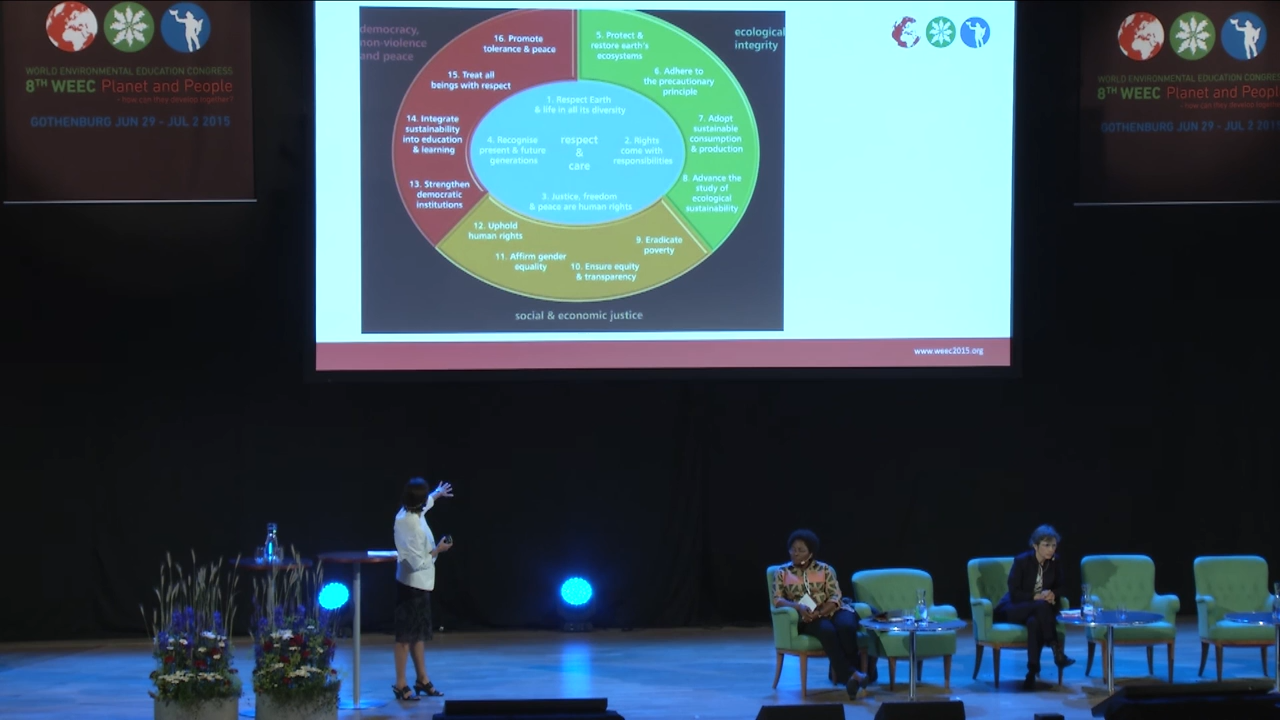 WORLD ENVIRONMENTAL EDUCATION CONGRESS
8TH WEEC Planet and People
- how can they develop together?
GOTHENBURG JUN 29 - JUL 2 2015
democracy,
non-violence
and peace
ecological
integrity
16. Promote
tolerance & peace
5. Protect &
restore earth's
ecosystems
15. Treat all
beings with respect
6. Adhere to
the precautionary
principle
14. Integrate
sustainability
into education
& learning
7. Adopt
sustainable
consumption
& production
13. Strengthen
democratic
institutions
8. Advance the
study of
ecological
sustainability
1. Respect Earth
& life in all its diversity
4. Recognise
present & future
generations
respect
&
care
2. Rights
come with
responsibilities
3. Justice, freedom
& peace are human rights
12. Uphold
human rights
11. Affirm gender
equality
10. Ensure equity
& transparency
9. Eradicate
poverty
social & economic justice
www.weec2015.org
WORLD ENVIRONMENTAL EDUCATION CONGRESS
8TH WEEC Planet and Peopl
- how can they develop together?
GOTHENBURG JUN 29 - JUL 2 2015